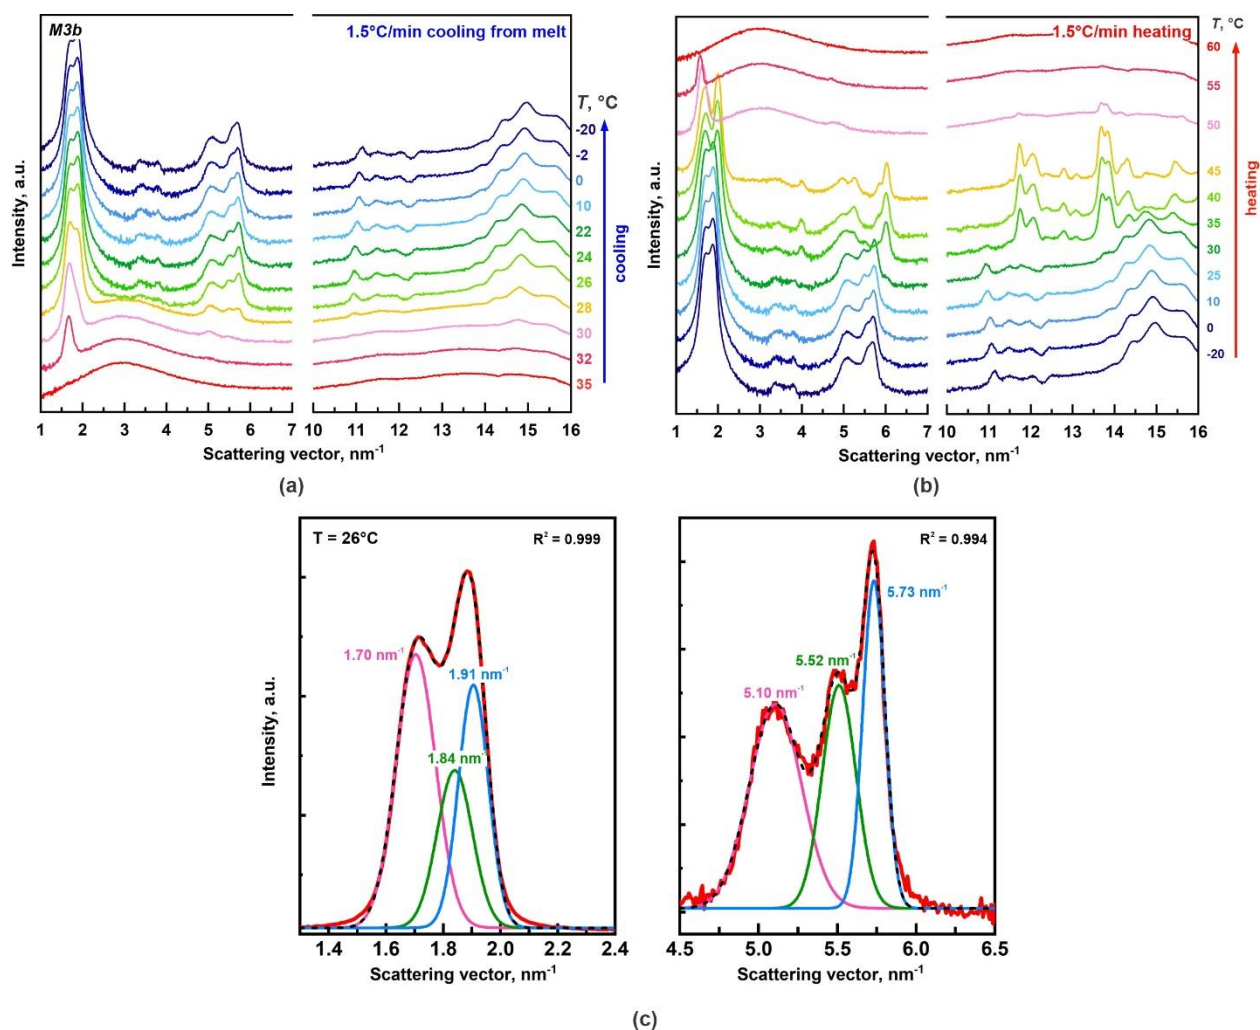 M3b
1.5°C/min cooling from melt
T, °C
-20
-2
0
10
22
24
26
28
30
32
35
cooling
Intensity, a.u.
1 2 3 4 5 6 7 10 11 12 13 14 15 16
Scattering vector, nm-1
(a)
1.5°C/min heating
T, °C
60
55
50
45
40
35
30
25
10
0
-20
heating
Intensity, a.u.
1 2 3 4 5 6 7 10 11 12 13 14 15 16
Scattering vector, nm-1
(b)
T = 26°C
R2 = 0.999
1.70 nm-1
1.91 nm-1
1.84 nm-1
Intensity, a.u.
1.4 1.6 1.8 2.0 2.2 2.4
Scattering vector, nm-1
R2 = 0.994
5.73 nm-1
5.52 nm-1
5.10 nm-1
4.5 5.0 5.5 6.0 6.5
Scattering vector, nm-1
(c)